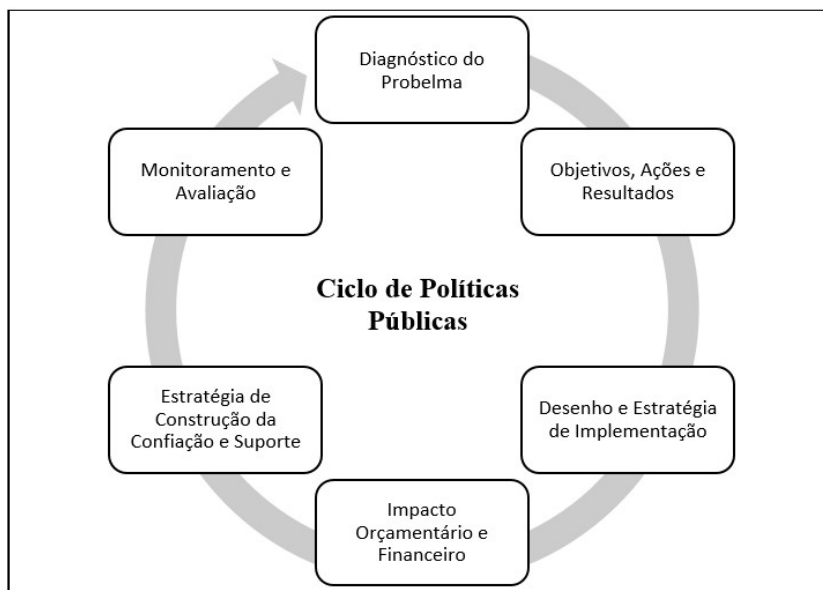 Diagnóstico do
Probelma
Objetivos, Ações e
Resultados
Desenho e Estratégia
de Implementação
Impacto
Orçamentário e
Financeiro
Estratégia de
Construção da
Confiação e Suporte
Monitoramento e
Avaliação
Ciclo de Políticas
Públicas